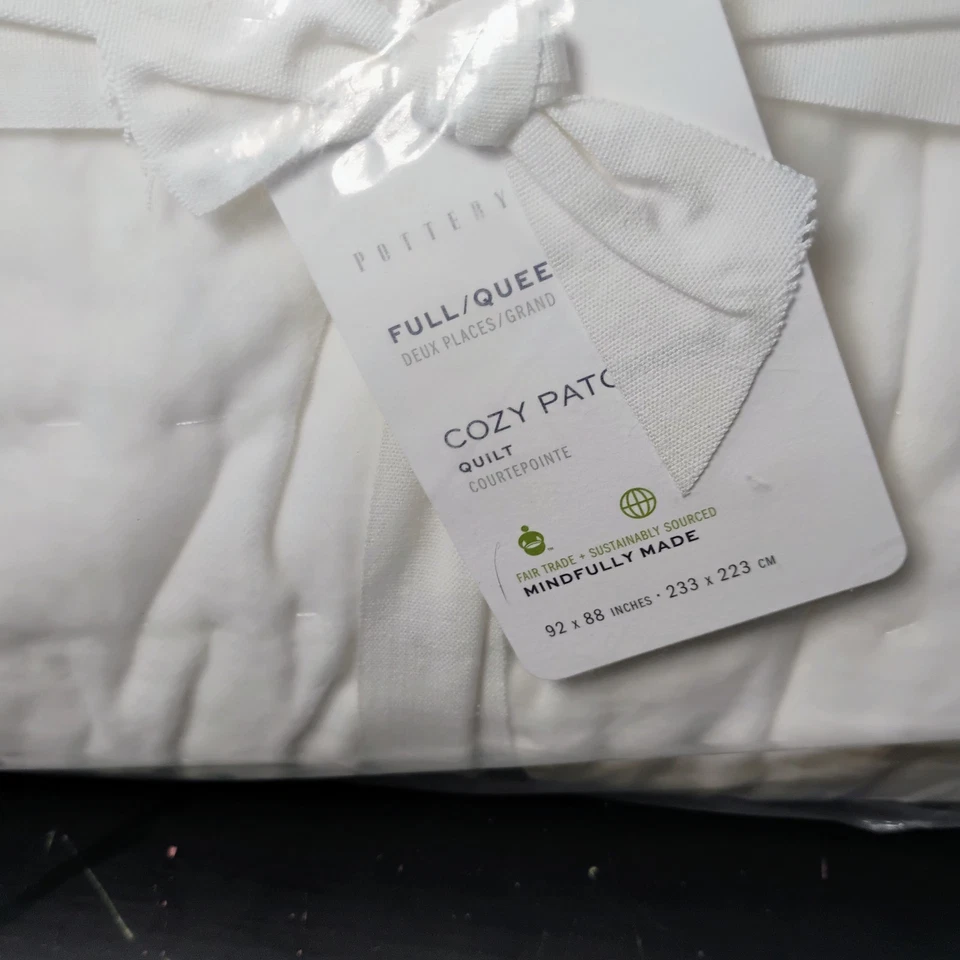 POTTERY
FULL/QUEE
DEUX PLACES/GRAND
COZY PATC
QUILT
COURTEPOINTE
FAIR TRADE + SUSTAINABLY SOURCED
MINDFULLY MADE
92 x 88 INCHES · 233 x 223 CM